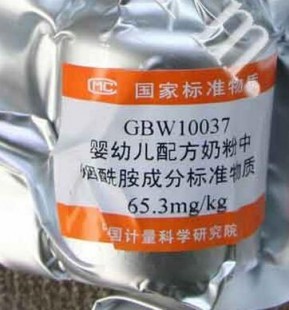 CMC 国家标准物质
GBW10037
婴幼儿配方奶粉中
烟酰胺成分标准物质
65.3mg/kg
国计量科学研究院